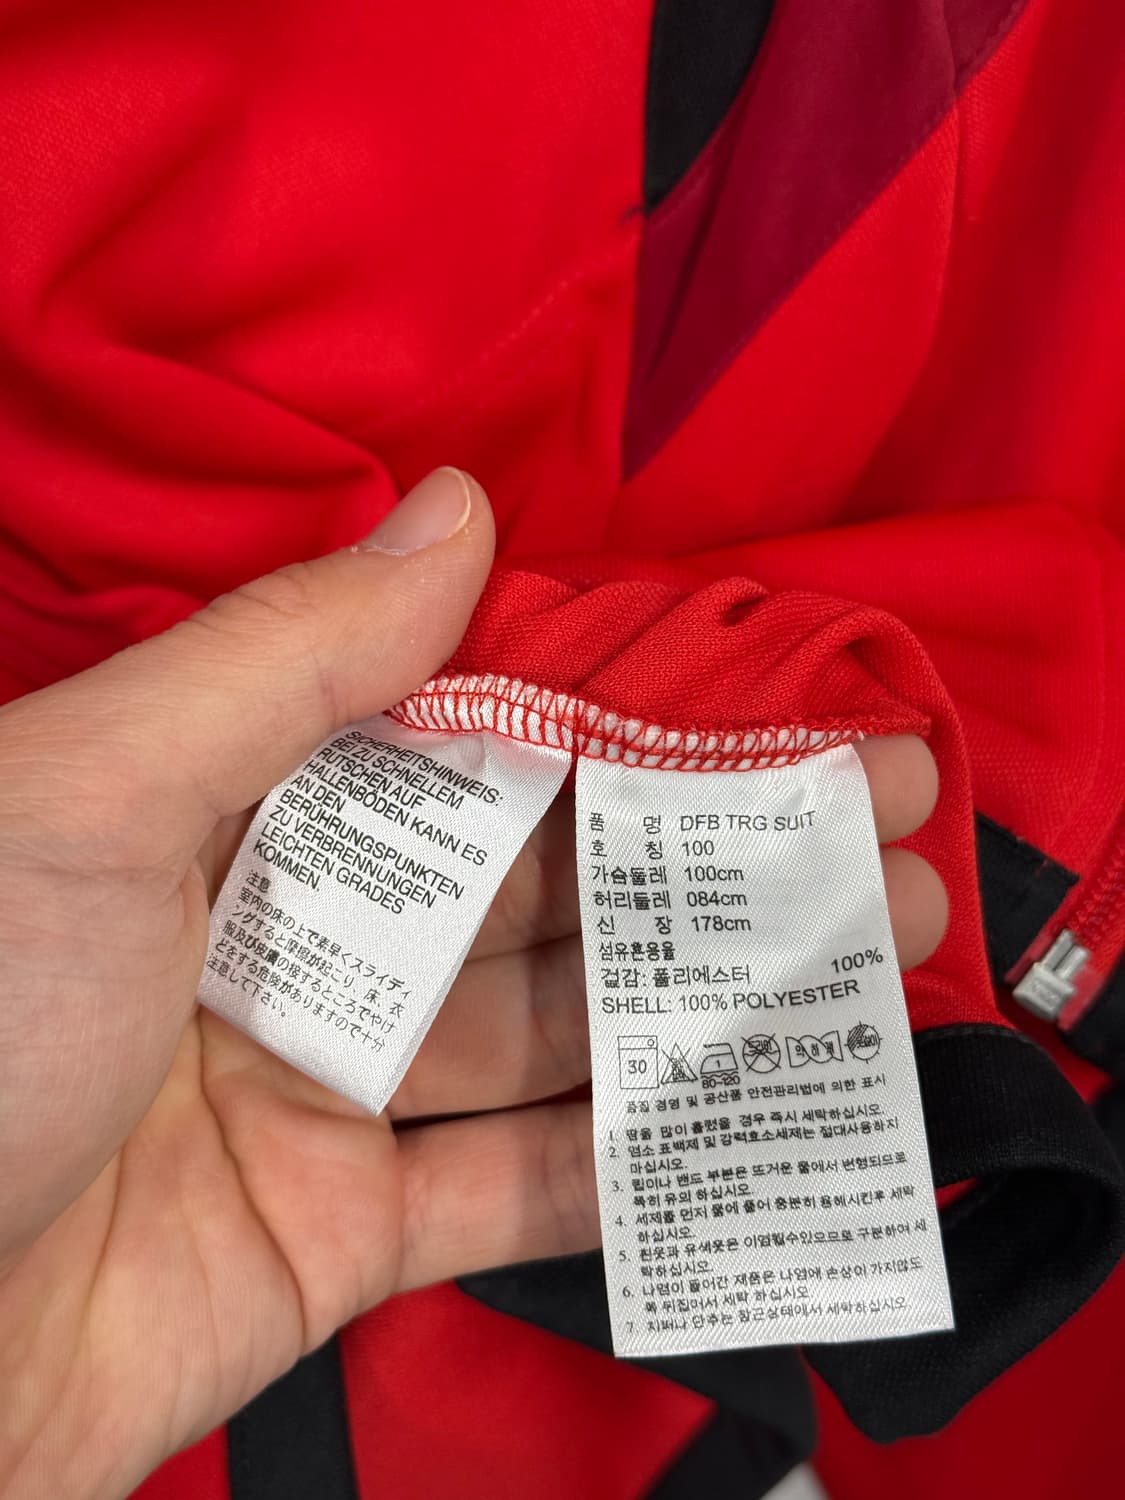 SICHERHEITSHINWEIS:
BEI ZU SCHNELLEM
RUTSCHEN AUF
HALLENBÖDEN KANN ES
AN DEN
BERÜHRUNGSPUNKTEN
ZU VERBRENNUNGEN
LEICHTEN GRADES
KOMMEN.
注意
室内の床の上で素早くスライディ
ングすると摩擦が起こり、床、衣
服及び皮膚の接するところでやけ
どをする危険がありますので十分
注意して下さい。
품 명 DFB TRG SUIT
호 칭 100
가슴둘레 100cm
허리둘레 084cm
신 장 178cm
섬유혼용율
겉감: 폴리에스터 100%
SHELL: 100% POLYESTER
30
1
80-120
드라이
약하게
품질 경영 및 공산품 안전관리법에 의한 표시
1. 땀을 많이 흘렸을 경우 즉시 세탁하십시오.
2. 염소 표백제 및 강력효소세제는 절대사용하지
마십시오.
3. 립이나 밴드 부분은 뜨거운 물에서 변형되므로
특히 유의 하십시오.
4. 세제를 먼저 물에 풀어 충분히 용해시킨후 세탁
하십시오.
5. 흰옷과 유색옷은 이염될수있으므로 구분하여 세
탁하십시오.
6. 나염이 들어간 제품은 나염에 손상이 가지않도
록 뒤집어서 세탁 하십시오
7. 지퍼나 단추는 잠근상태에서 세탁하십시오